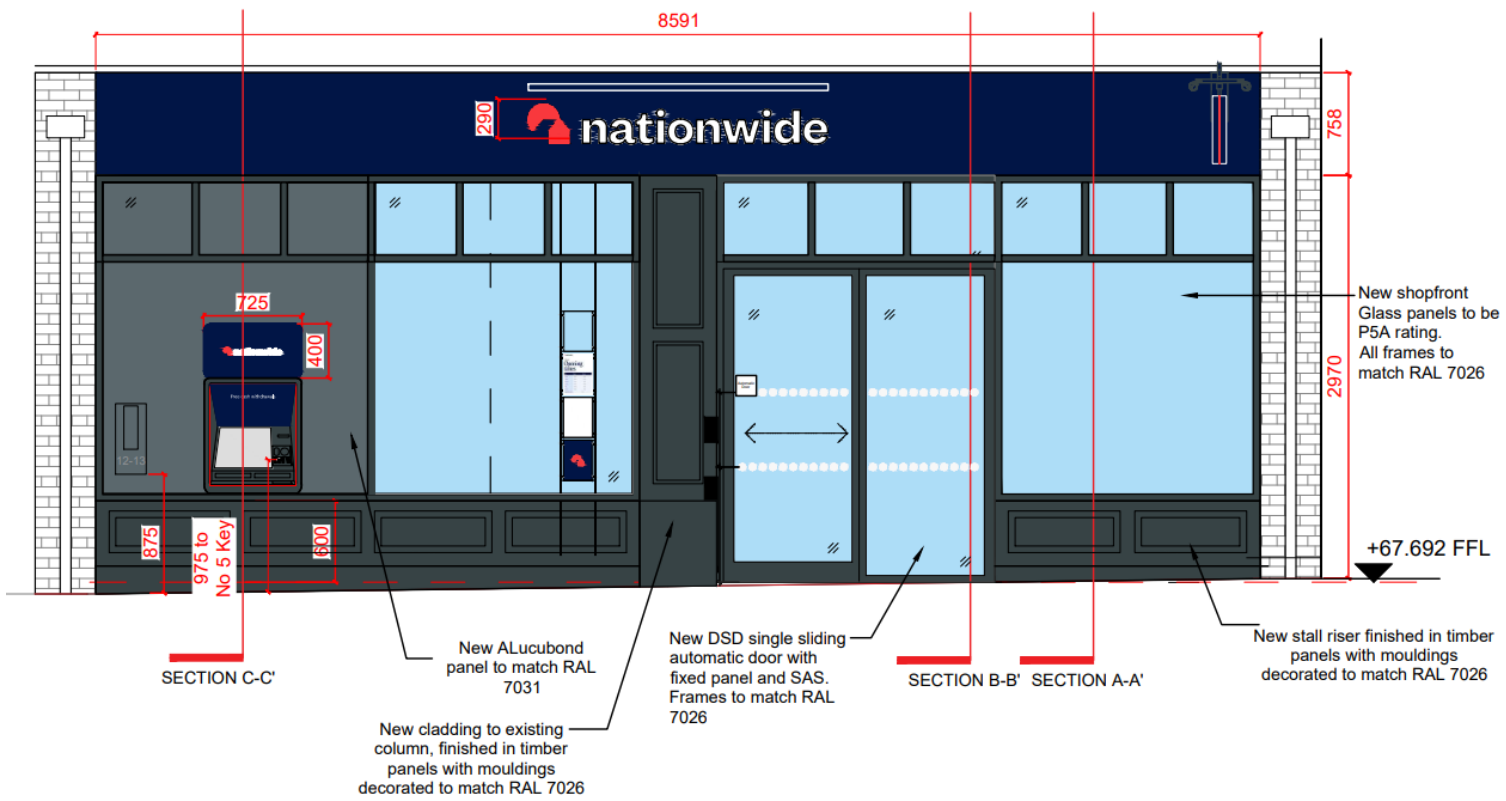 8591
290
nationwide
758
725
nationwide
400
12-13
2970
New shopfront
Glass panels to be
P5A rating.
All frames to
match RAL 7026
875
975 to
No 5 Key
600
+67.692 FFL
SECTION C-C'
New ALucubond
panel to match RAL
7031
New cladding to existing
column, finished in timber
panels with mouldings
decorated to match RAL 7026
New DSD single sliding
automatic door with
fixed panel and SAS.
Frames to match RAL
7026
SECTION B-B'
SECTION A-A'
New stall riser finished in timber
panels with mouldings
decorated to match RAL 7026